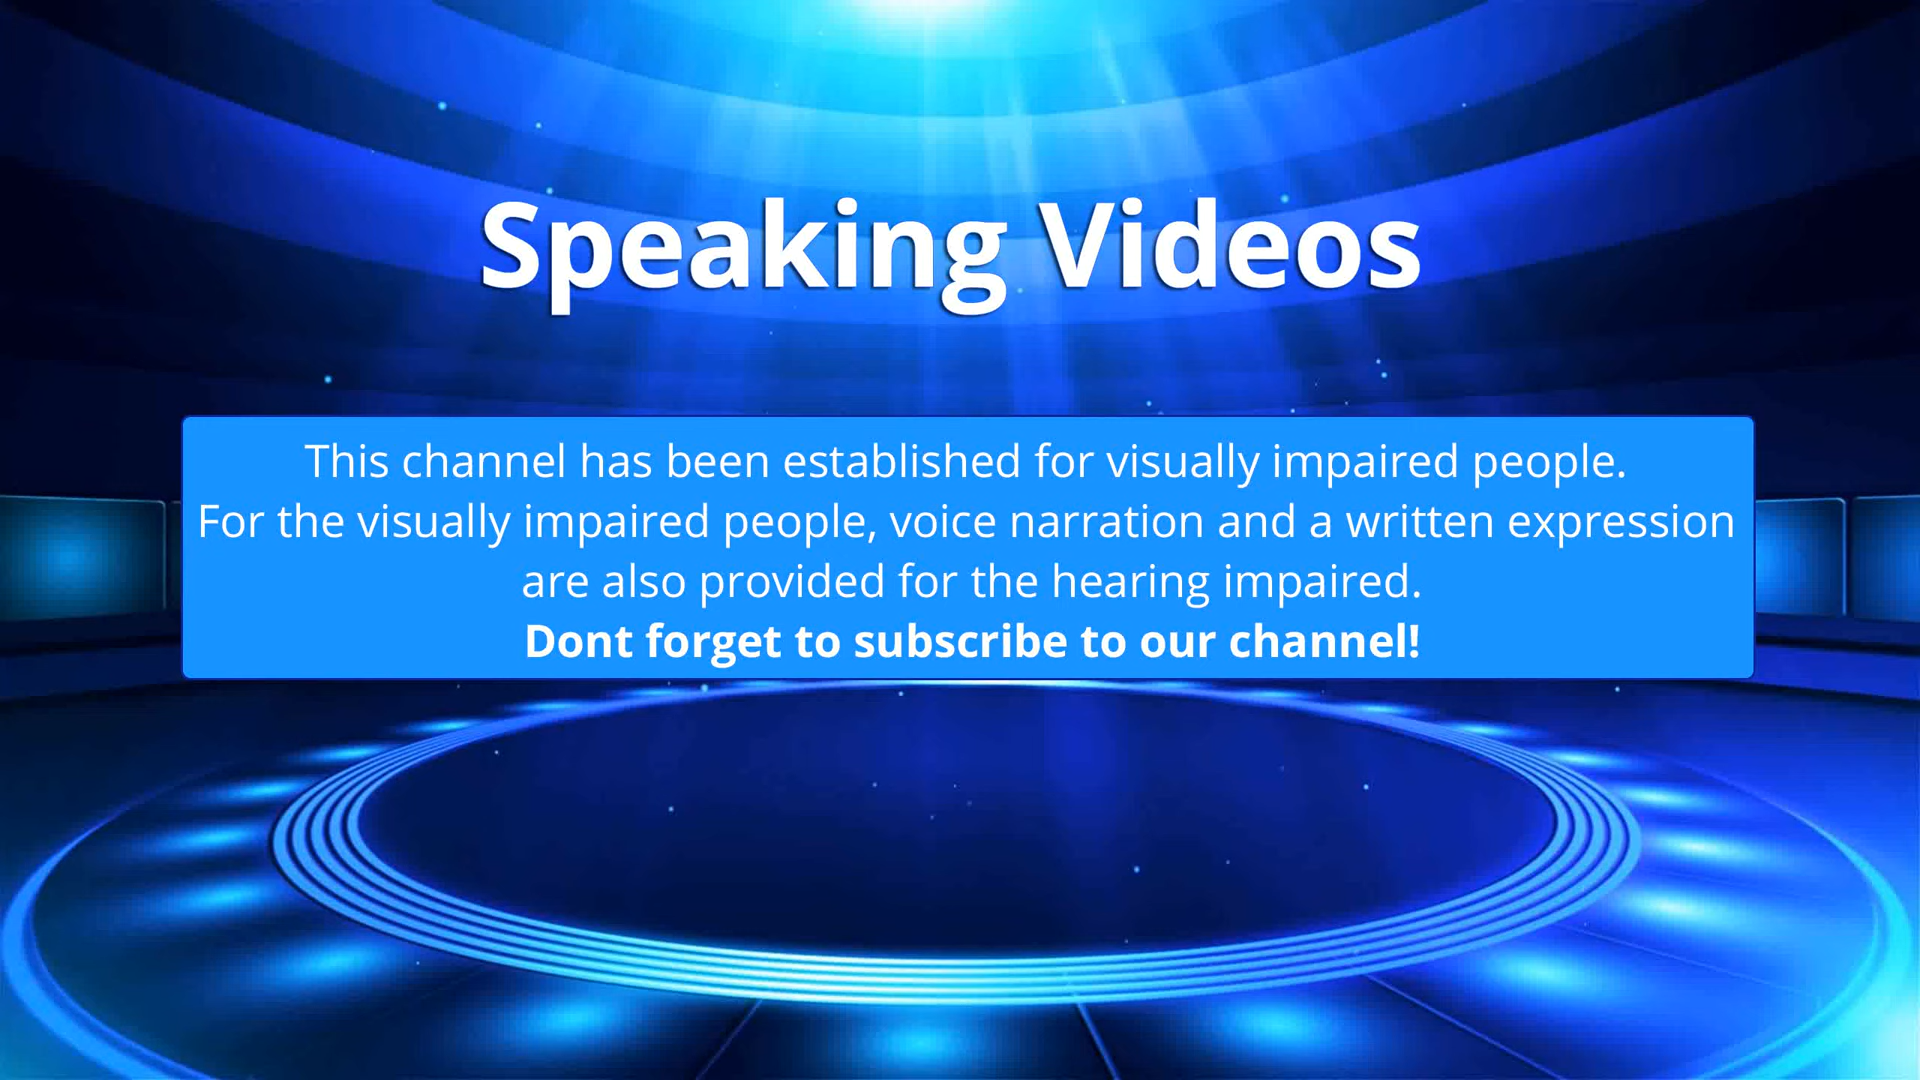 Speaking Videos
This channel has been established for visually impaired people.
For the visually impaired people, voice narration and a written expression
are also provided for the hearing impaired.
Dont forget to subscribe to our channel!